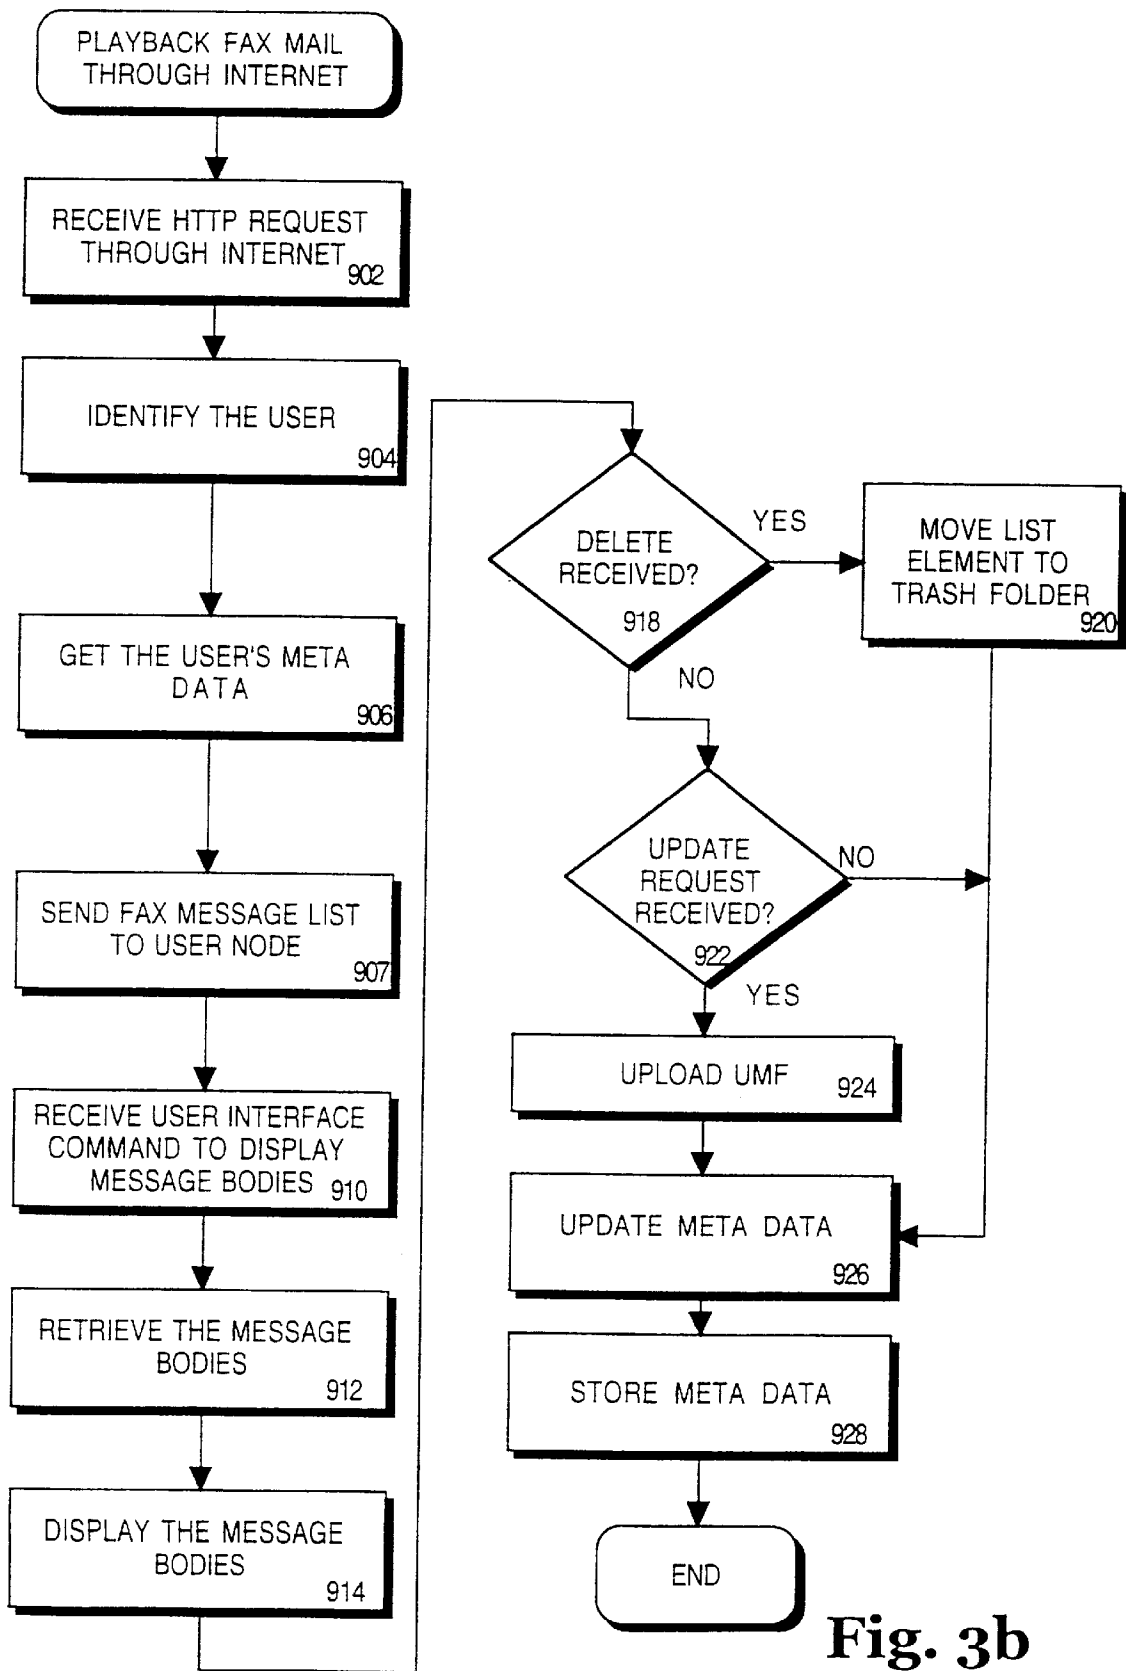 PLAYBACK FAX MAIL
THROUGH INTERNET
RECEIVE HTTP REQUEST
THROUGH INTERNET
902
IDENTIFY THE USER
904
GET THE USER'S META
DATA
906
SEND FAX MESSAGE LIST
TO USER NODE
907
RECEIVE USER INTERFACE
COMMAND TO DISPLAY
MESSAGE BODIES 910
RETRIEVE THE MESSAGE
BODIES
912
DISPLAY THE MESSAGE
BODIES
914
DELETE
RECEIVED?
918
YES
NO
MOVE LIST
ELEMENT TO
TRASH FOLDER
920
UPDATE
REQUEST
RECEIVED?
922
NO
YES
UPLOAD UMF 924
UPDATE META DATA
926
STORE META DATA
928
END
Fig. 3b